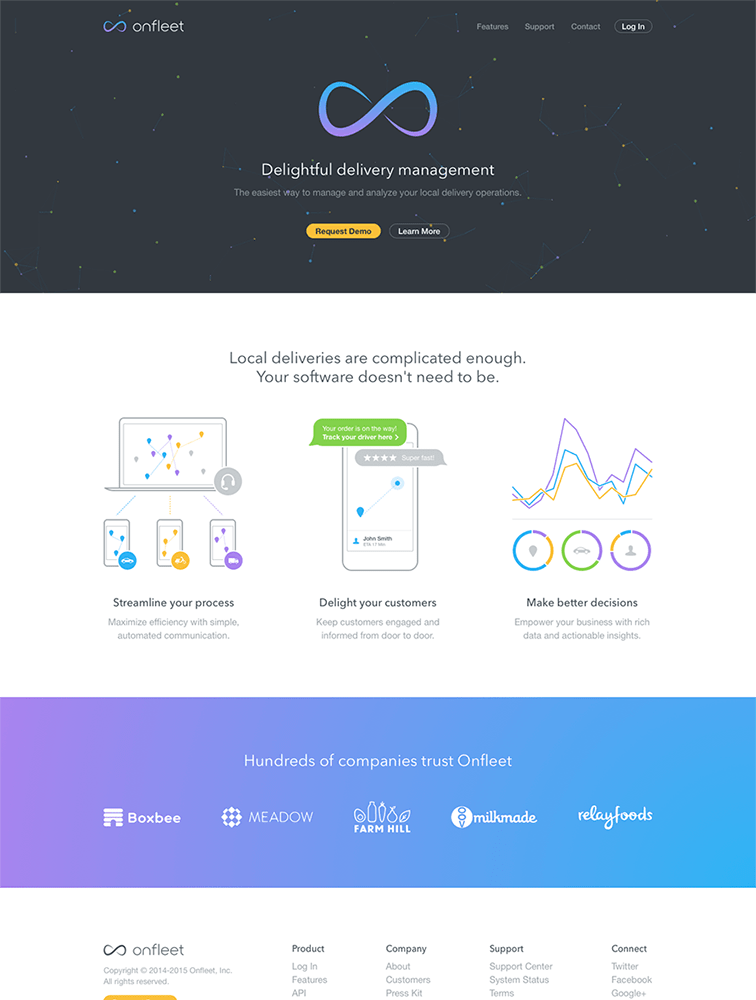 onfleet
Features Support Contact Log In
Delightful delivery management
The easiest way to manage and analyze your local delivery operations.
Request Demo Learn More
Local deliveries are complicated enough.
Your software doesn't need to be.
Your order is on the way!
Track your driver here >
★★★★ Super fast!
John Smith
ETA 17 Min
Streamline your process
Maximize efficiency with simple,
automated communication.
Delight your customers
Keep customers engaged and
informed from door to door.
Make better decisions
Empower your business with rich
data and actionable insights.
Hundreds of companies trust Onfleet
Boxbee
MEADOW
FARM HILL
milkmade
relayfoods
onfleet
Copyright © 2014-2015 Onfleet, Inc.
All rights reserved.
Product
Log In
Features
API
Company
About
Customers
Press Kit
Support
Support Center
System Status
Terms
Connect
Twitter
Facebook
Google+